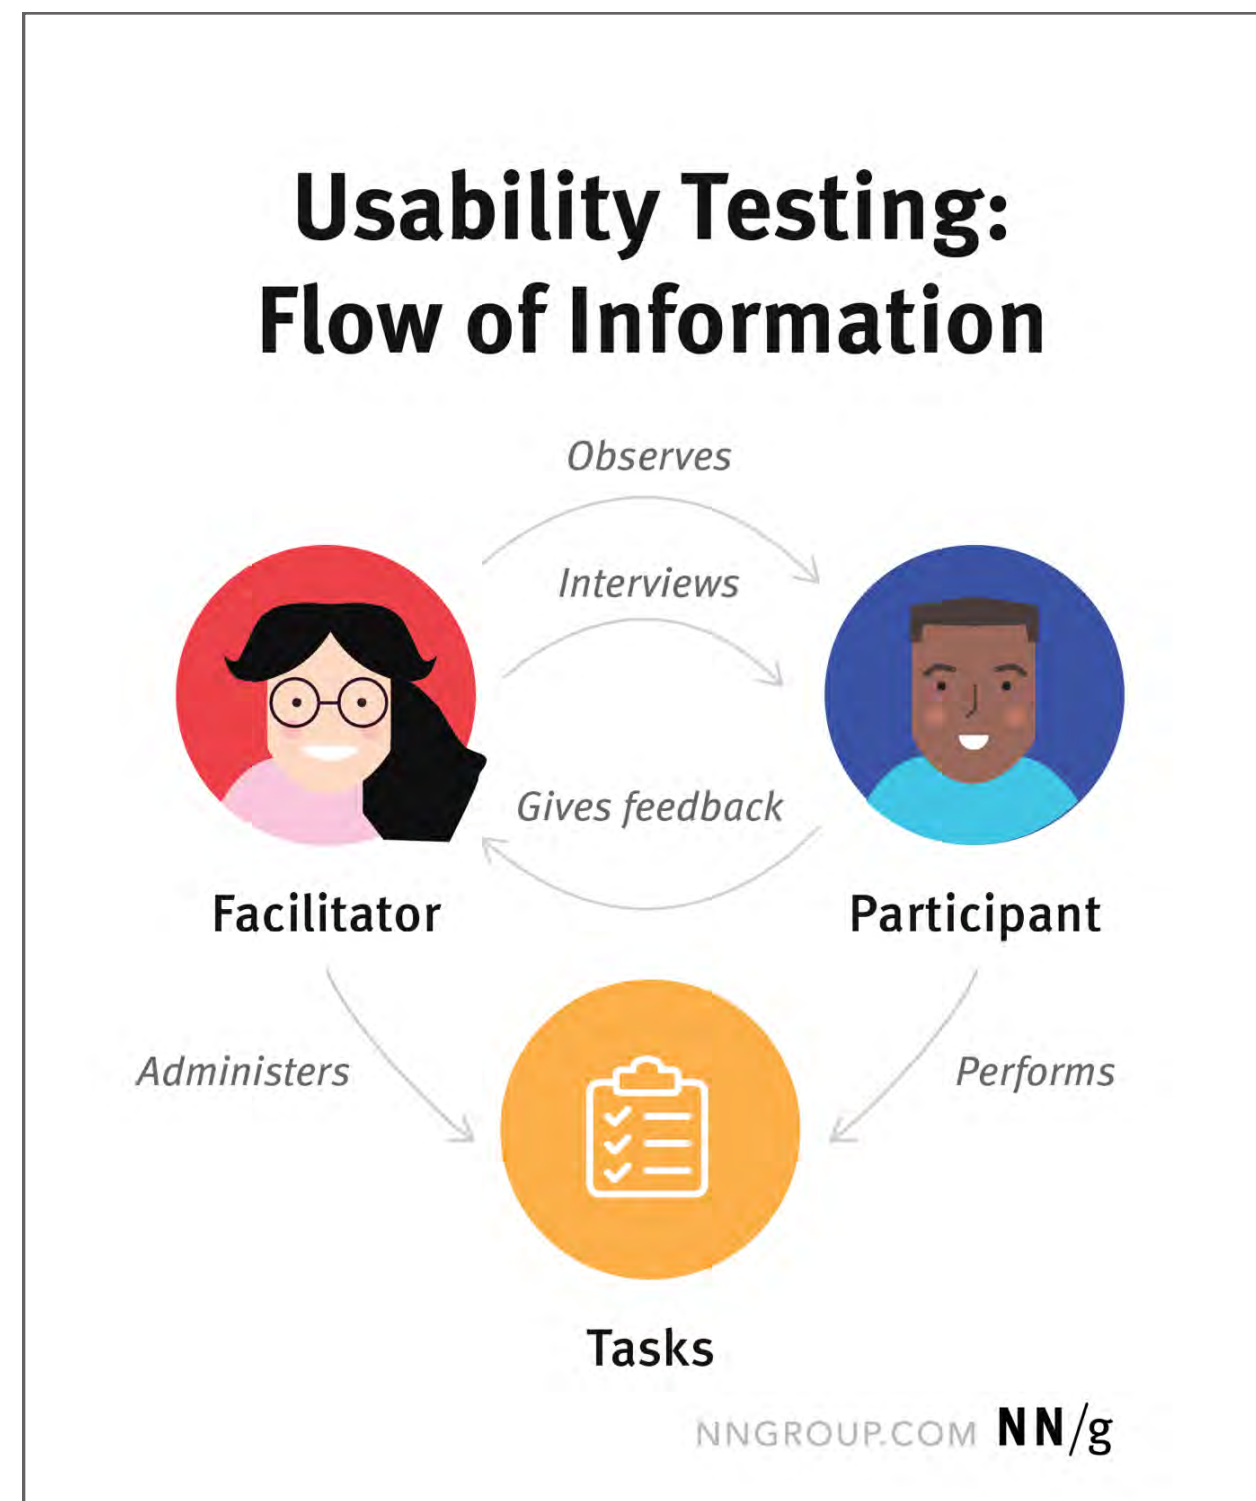 Usability Testing:
Flow of Information
Observes
Interviews
Gives feedback
Facilitator
Participant
Administers
Performs
Tasks
NNGROUP.COM NN/g